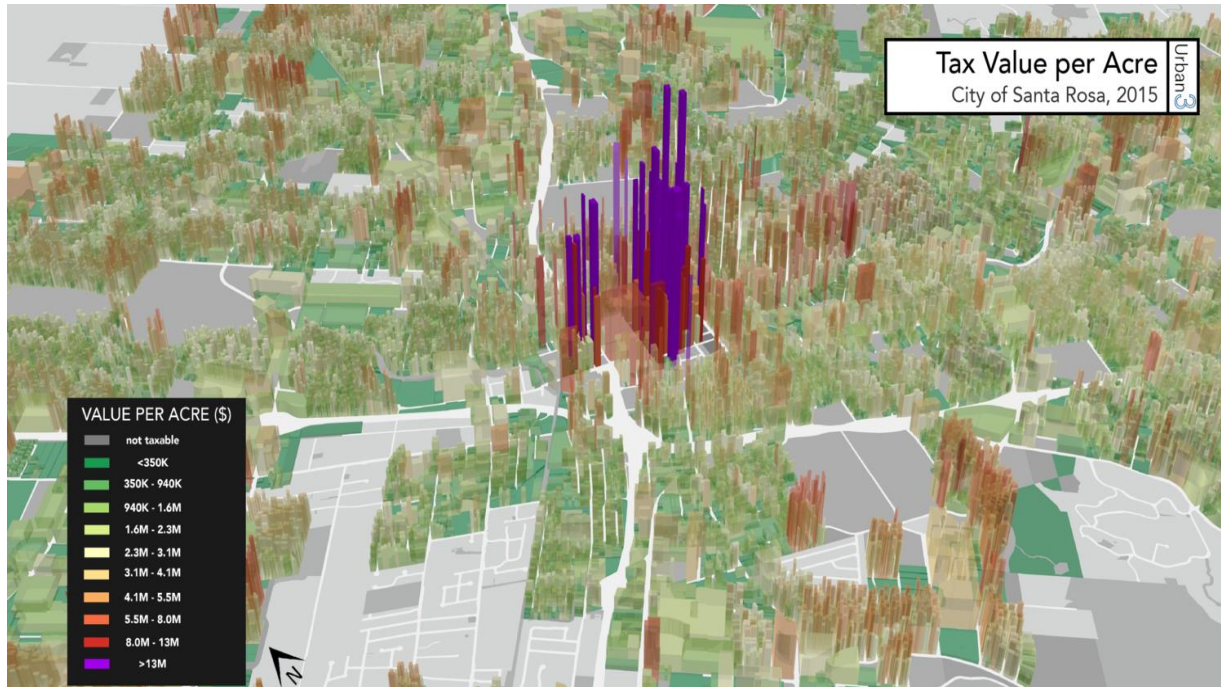 Tax Value per Acre
City of Santa Rosa, 2015
Urban3
VALUE PER ACRE ($)
not taxable
<350K
350K - 940K
940K - 1.6M
1.6M - 2.3M
2.3M - 3.1M
3.1M - 4.1M
4.1M - 5.5M
5.5M - 8.0M
8.0M - 13M
>13M
N